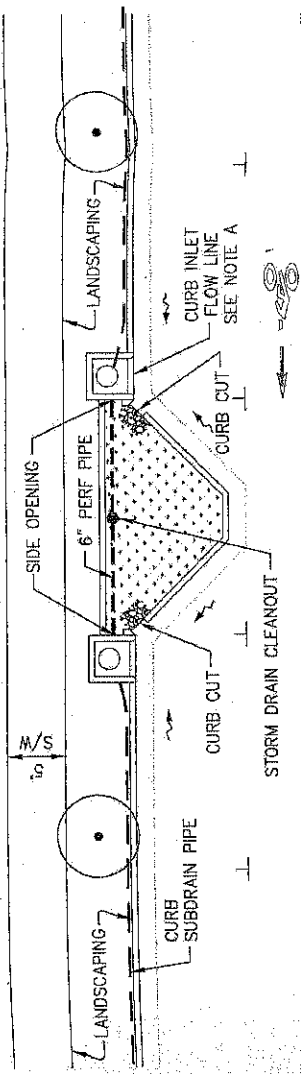 LANDSCAPING
CURB
SUBDRAIN PIPE
5'
S/W
SIDE OPENING
6" PERF PIPE
CURB CUT
STORM DRAIN CLEANOUT
CURB CUT
CURB INLET
FLOW LINE
SEE NOTE A
LANDSCAPING